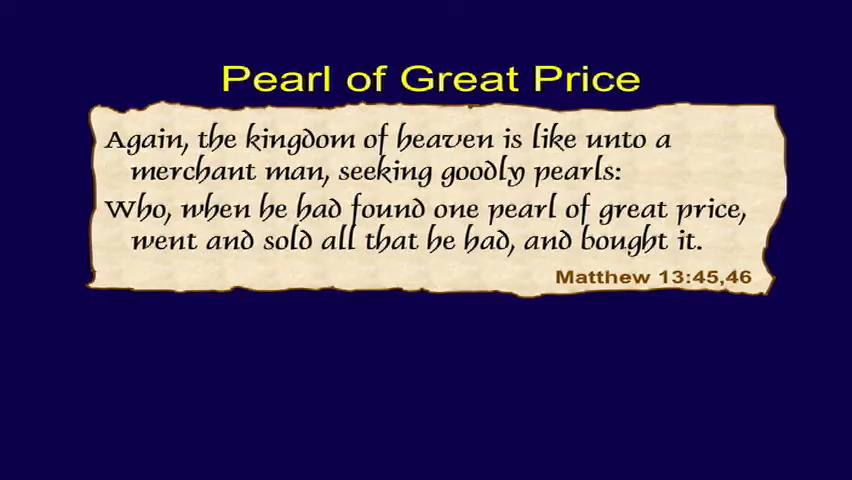 Pearl of Great Price
Again, the kingdom of heaven is like unto a
merchant man, seeking goodly pearls:
Who, when he had found one pearl of great price,
went and sold all that he had, and bought it.
Matthew 13:45,46